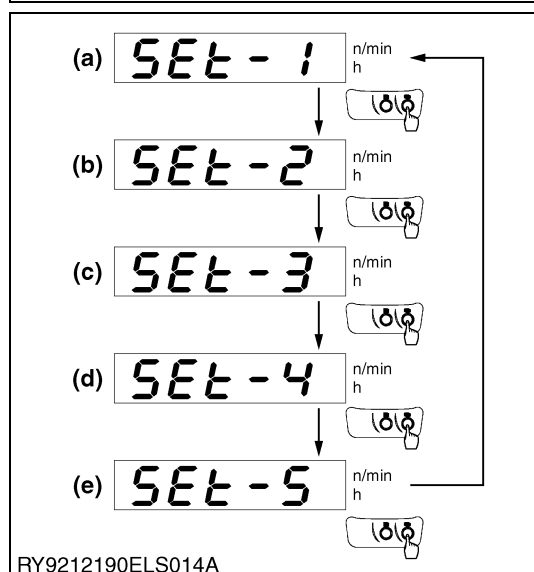 (a) SEt-1 n/min
h
(b) SEt-2 n/min
h
(c) SEt-3 n/min
h
(d) SEt-4 n/min
h
(e) SEt-5 n/min
h
RY9212190ELS014A